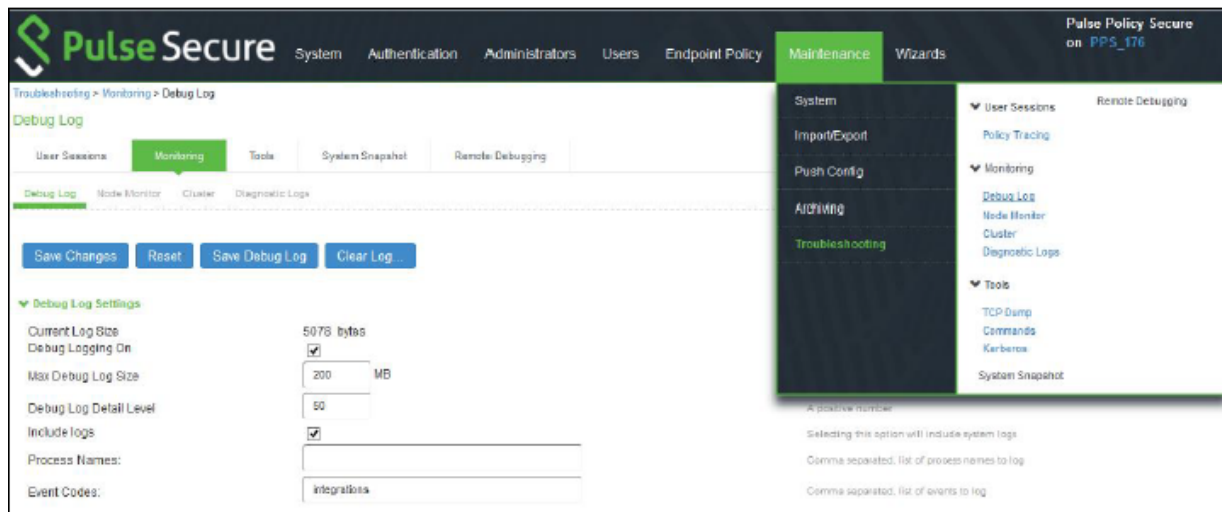 Pulse Secure
System Authentication Administrators Users Endpoint Policy Maintenance Wizards
Pulse Policy Secure
on PPS_176
Troubleshooting > Monitoring > Debug Log
Debug Log
User Sessions Monitoring Tools System Snapshot Remote Debugging
Debug Log Node Monitor Cluster Diagnostic Logs
Save Changes Reset Save Debug Log Clear Log...
System
Import/Export
Push Config
Archiving
Troubleshooting
User Sessions
Policy Tracing
Monitoring
Debug Log
Node Monitor
Cluster
Diagnostic Logs
Tools
TCP Dump
Commands
Kerberos
System Snapshot
Remote Debugging
Debug Log Settings
Current Log Size 5078 bytes
Debug Logging On
Max Debug Log Size 200 MB
Debug Log Detail Level 50 A positive number
Include logs Selecting this option will include system logs
Process Names: Comma separated, list of process names to log
Event Codes: integrations Comma separated, list of events to log